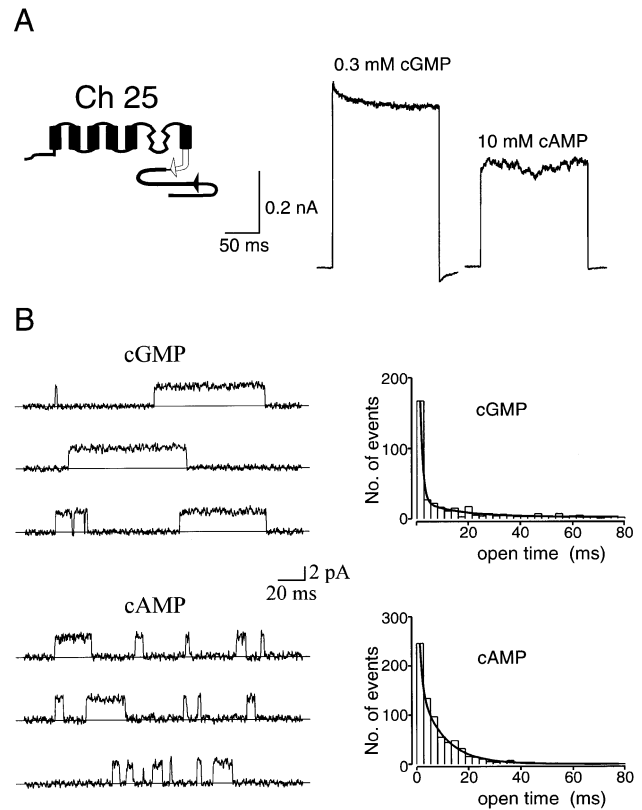 A
Ch 25
0.3 mM cGMP
10 mM cAMP
0.2 nA
50 ms
B
cGMP
200
100
0
No. of events
cGMP
20 40 60 80
open time (ms)
2 pA
20 ms
cAMP
300
200
100
0
No. of events
cAMP
0 20 40 60 80
open time (ms)